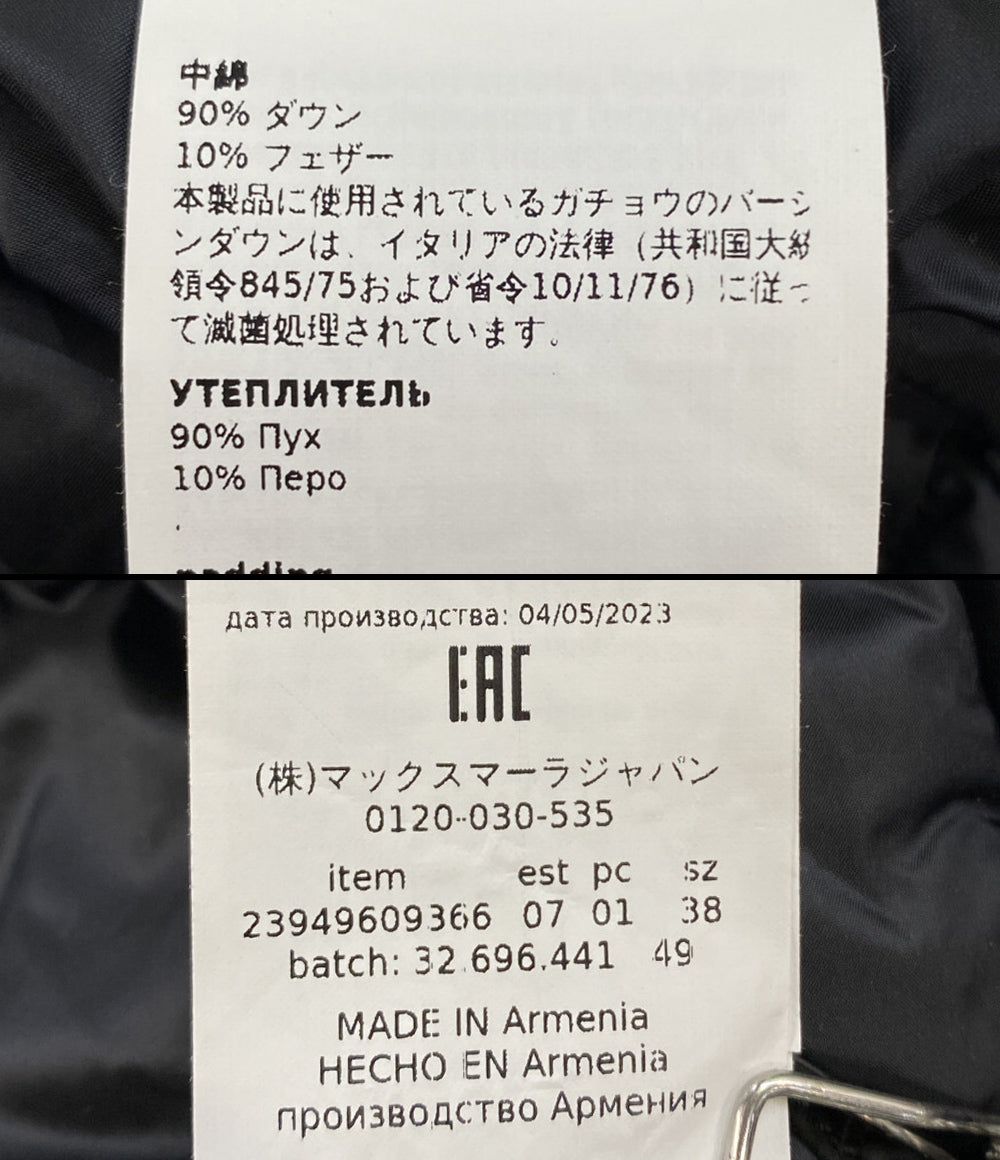 中綿
90% ダウン
10% フェザー
本製品に使用されているガチョウのバージ
ンダウンは、イタリアの法律（共和国大統
領令845/75および省令10/11/76）に従っ
て滅菌処理されています。
УТЕПЛИТЕЛЬ
90% Пух
10% Перо
.
padding
дата производства: 04/05/2023
EAC
(株)マックスマーラジャパン
0120-030-535
item est pc sz
23949609366 07 01 38
batch: 32.696.441 49
MADE IN Armenia
HECHO EN Armenia
производство Армения